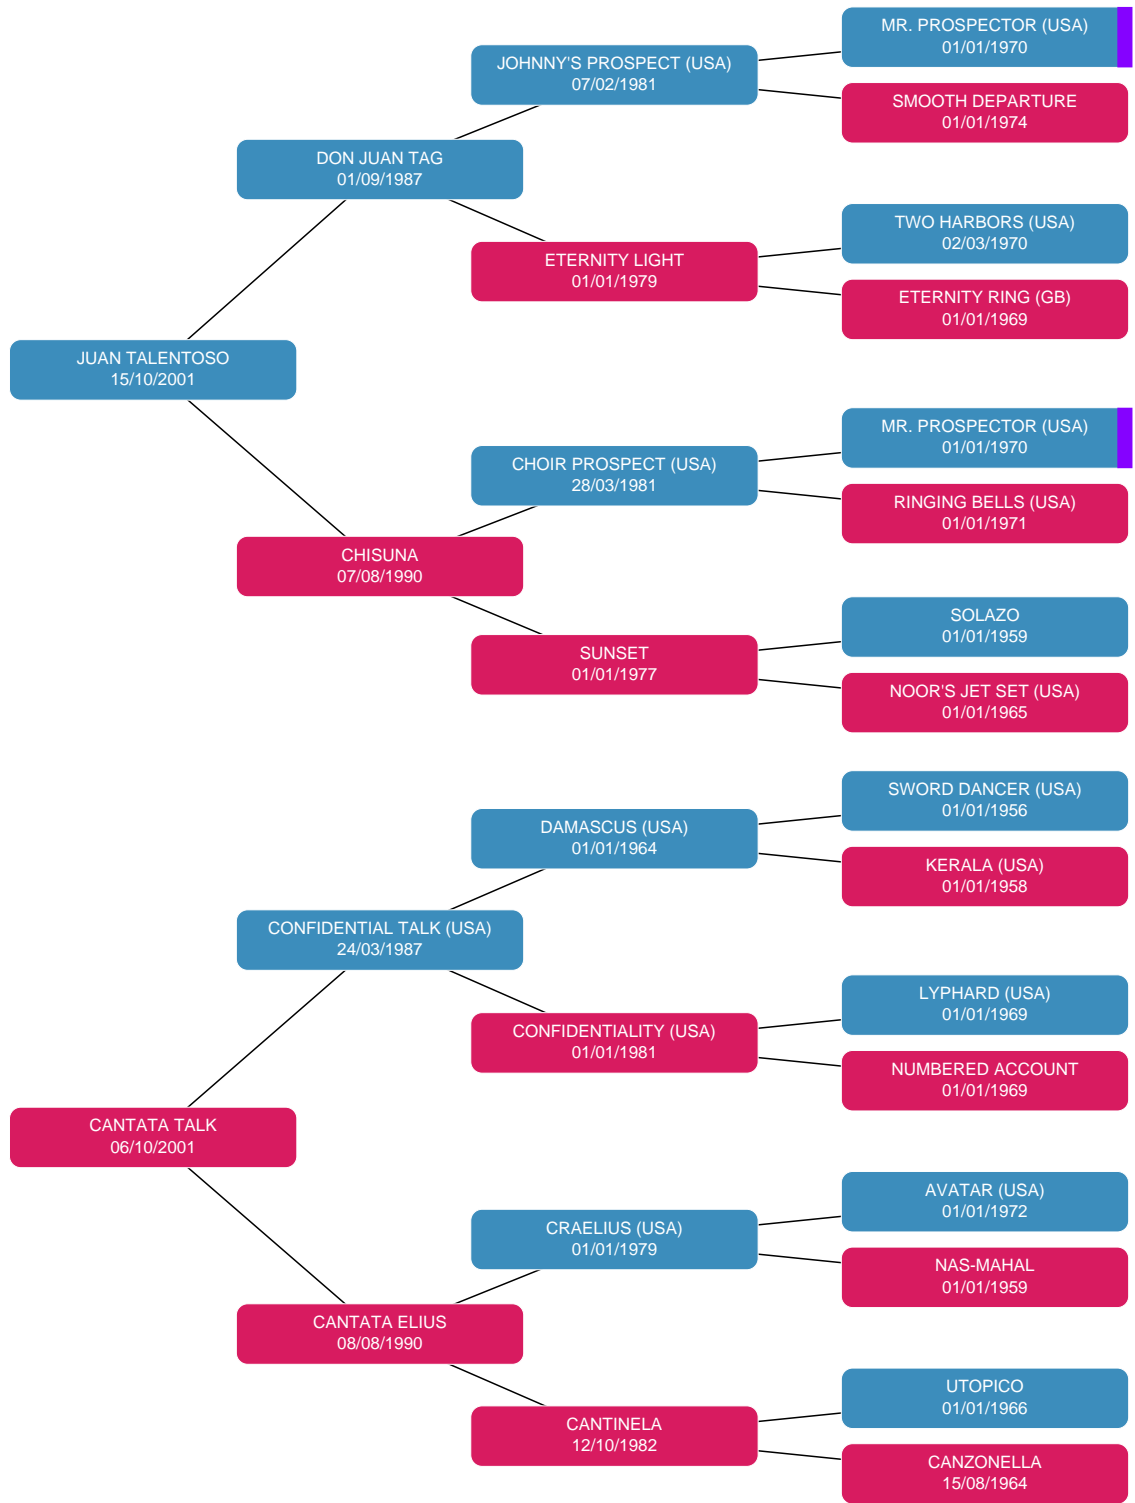 MR. PROSPECTOR (USA)
01/01/1970
JOHNNY'S PROSPECT (USA)
07/02/1981
SMOOTH DEPARTURE
01/01/1974
DON JUAN TAG
01/09/1987
TWO HARBORS (USA)
02/03/1970
ETERNITY LIGHT
01/01/1979
ETERNITY RING (GB)
01/01/1969
JUAN TALENTOSO
15/10/2001
MR. PROSPECTOR (USA)
01/01/1970
CHOIR PROSPECT (USA)
28/03/1981
RINGING BELLS (USA)
01/01/1971
CHISUNA
07/08/1990
SOLAZO
01/01/1959
SUNSET
01/01/1977
NOOR'S JET SET (USA)
01/01/1965
SWORD DANCER (USA)
01/01/1956
DAMASCUS (USA)
01/01/1964
KERALA (USA)
01/01/1958
CONFIDENTIAL TALK (USA)
24/03/1987
LYPHARD (USA)
01/01/1969
CONFIDENTIALITY (USA)
01/01/1981
NUMBERED ACCOUNT
01/01/1969
CANTATA TALK
06/10/2001
AVATAR (USA)
01/01/1972
CRAELIUS (USA)
01/01/1979
NAS-MAHAL
01/01/1959
CANTATA ELIUS
08/08/1990
UTOPICO
01/01/1966
CANTINELA
12/10/1982
CANZONELLA
15/08/1964